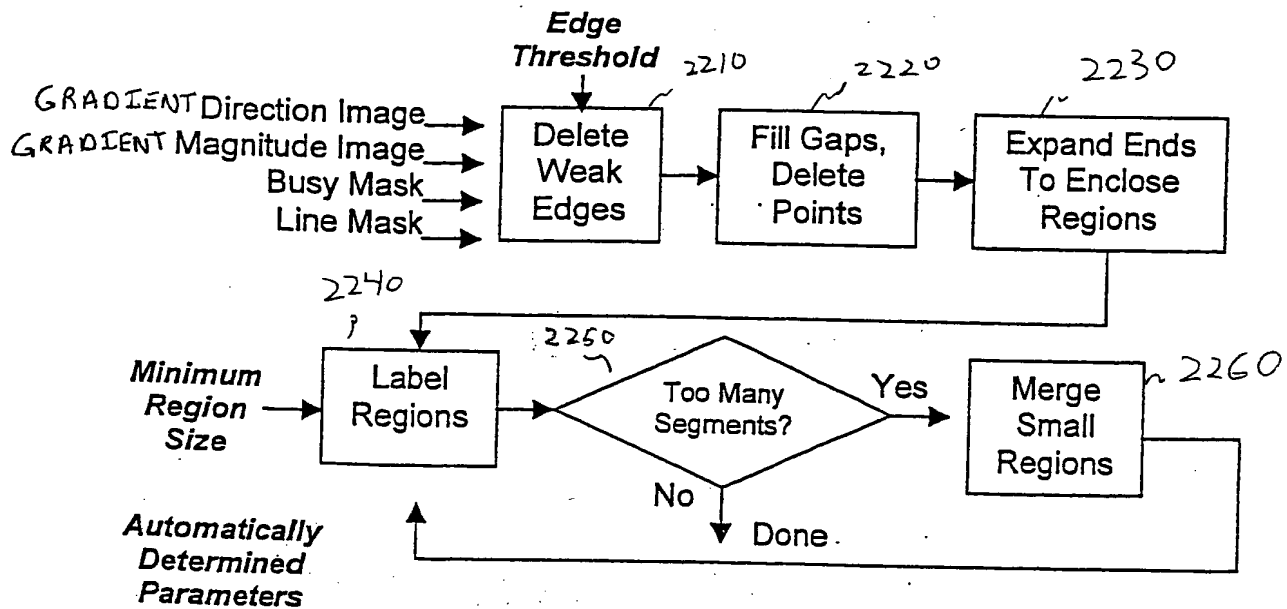 Edge
Threshold
2210
2220
2230
GRADIENT Direction Image
GRADIENT Magnitude Image
Busy Mask
Line Mask
Delete
Weak
Edges
Fill Gaps,
Delete
Points
Expand Ends
To Enclose
Regions
2240
2250
2260
Minimum
Region
Size
Label
Regions
Too Many
Segments?
Yes
Merge
Small
Regions
No
Done
Automatically
Determined
Parameters